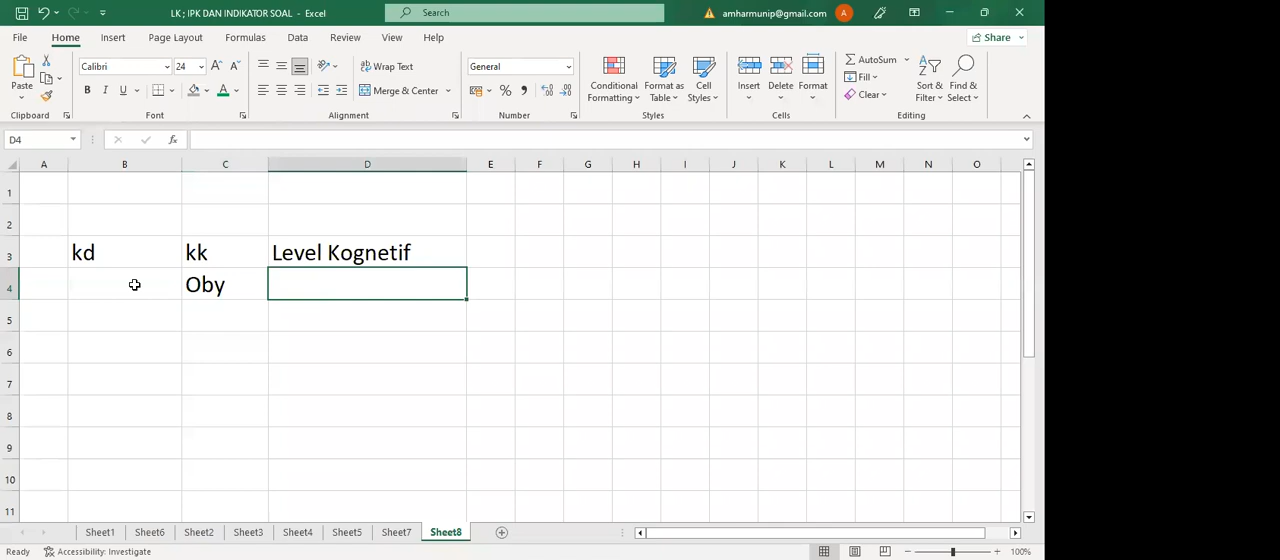 LK ; IPK DAN INDIKATOR SOAL - Excel
Search
amharmunip@gmail.com
A
File Home Insert Page Layout Formulas Data Review View Help
Share
Calibri 24 A A
Wrap Text
General
AutoSum
Fill
Clear
Paste
B I U A
Merge & Center
% ,
Conditional Formatting
Format as Table
Cell Styles
Insert Delete Format
Sort & Filter
Find & Select
Clipboard Font Alignment Number Styles Cells Editing
D4 fx
A B C D E F G H I J K L M N O
1
2
3 kd kk Level Kognetif
4 Oby
5
6
7
8
9
10
11
Sheet1 Sheet6 Sheet2 Sheet3 Sheet4 Sheet5 Sheet7 Sheet8
Ready Accessibility: Investigate 100%